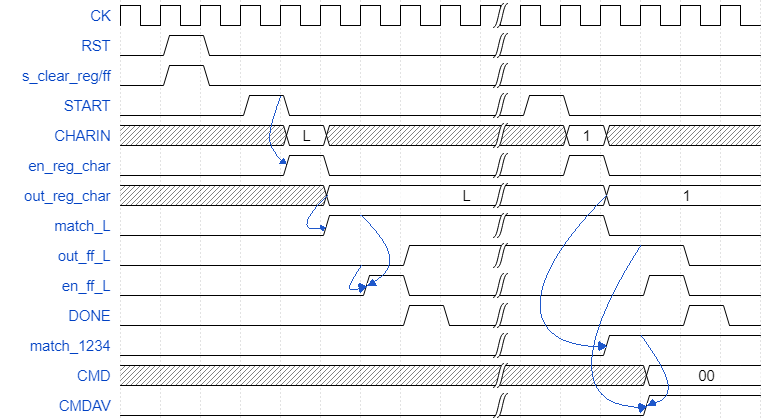 CK
RST
s_clear_reg/ff
START
CHARIN L 1
en_reg_char
out_reg_char L 1
match_L
out_ff_L
en_ff_L
DONE
match_1234
CMD 00
CMDAV